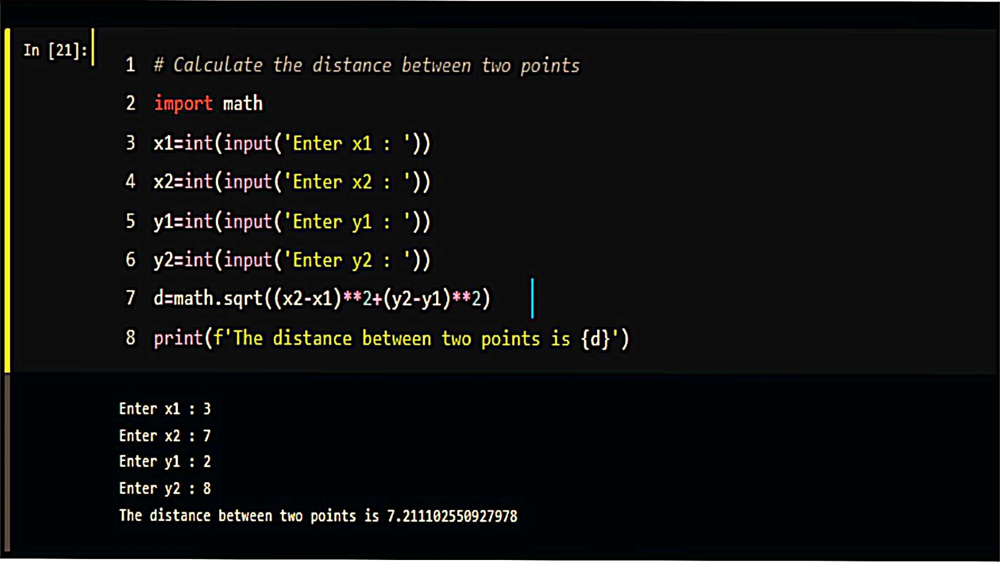 In [21]:
1 # Calculate the distance between two points
2 import math
3 x1=int(input('Enter x1 : '))
4 x2=int(input('Enter x2 : '))
5 y1=int(input('Enter y1 : '))
6 y2=int(input('Enter y2 : '))
7 d=math.sqrt((x2-x1)**2+(y2-y1)**2)
8 print(f'The distance between two points is {d}')
Enter x1 : 3
Enter x2 : 7
Enter y1 : 2
Enter y2 : 8
The distance between two points is 7.211102550927978